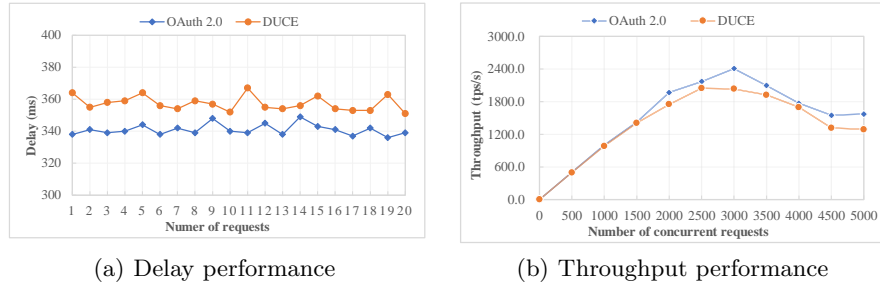 OAuth 2.0 DUCE
400
380
360
340
320
300
Delay (ms)
1 2 3 4 5 6 7 8 9 10 11 12 13 14 15 16 17 18 19 20
Numer of requests
(a) Delay performance
OAuth 2.0 DUCE
3000.0
2400.0
1800.0
1200.0
600.0
0.0
Throughput (tps/s)
0 500 1000 1500 2000 2500 3000 3500 4000 4500 5000
Number of concurrent requests
(b) Throughput performance